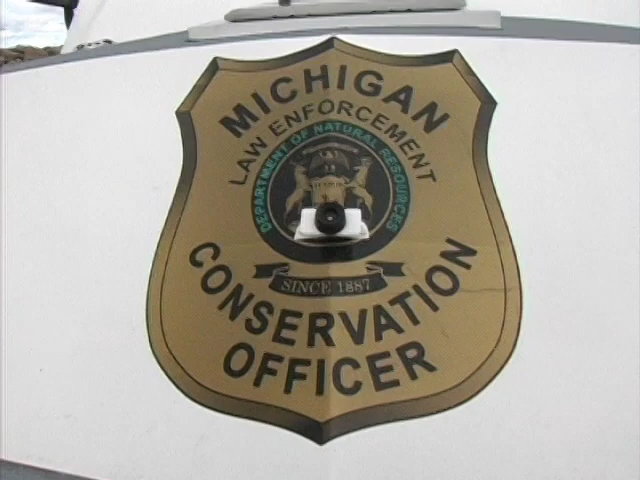 MICHIGAN
LAW ENFORCEMENT
DEPARTMENT OF NATURAL RESOURCES
SINCE 1887
CONSERVATION
OFFICER